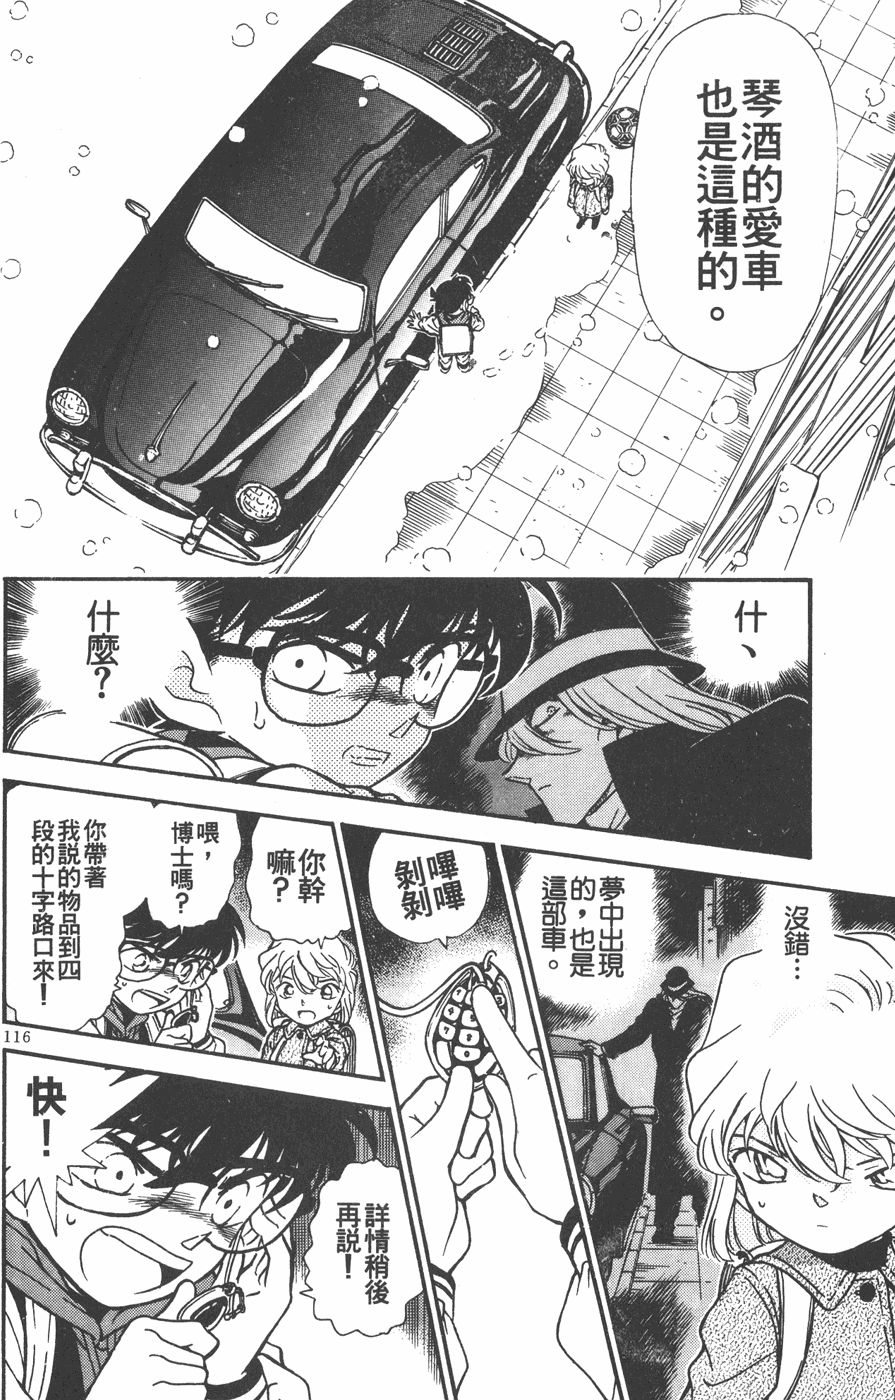 琴酒的愛車
也是這種的。
什、
什麼？
沒錯…
夢中出現
的，也是
這部車。
嗶嗶
剝剝
你幹
嘛？
喂，
博士嗎？
你帶著
我説的物品到四
段的十字路口來！
116
詳情稍後
再説！
快！